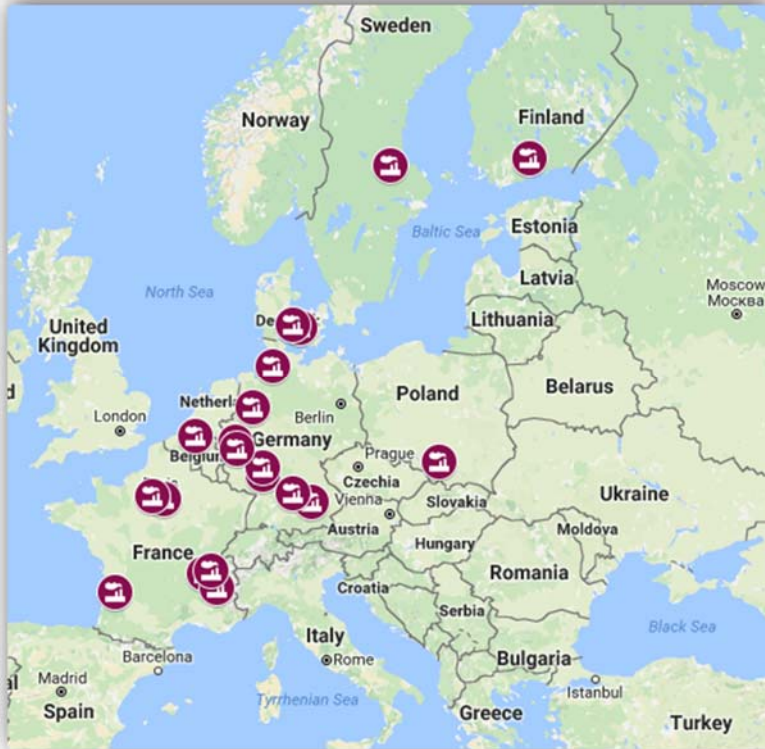 Sweden
Finland
Norway
Estonia
Baltic Sea
Latvia
North Sea
Moscow
Москва
Lithuania
United
Kingdom
Belarus
Poland
d
Netherl
Berlin
London
Germany
Belgium
Prague
Czechia
Ukraine
Vienna
Slovakia
Austria
Moldova
Hungary
France
Romania
Croatia
Serbia
Black Sea
Italy
Barcelona
Bulgaria
Rome
Madrid
al
Istanbul
Tyrrhenian Sea
Spain
Greece
Turkey